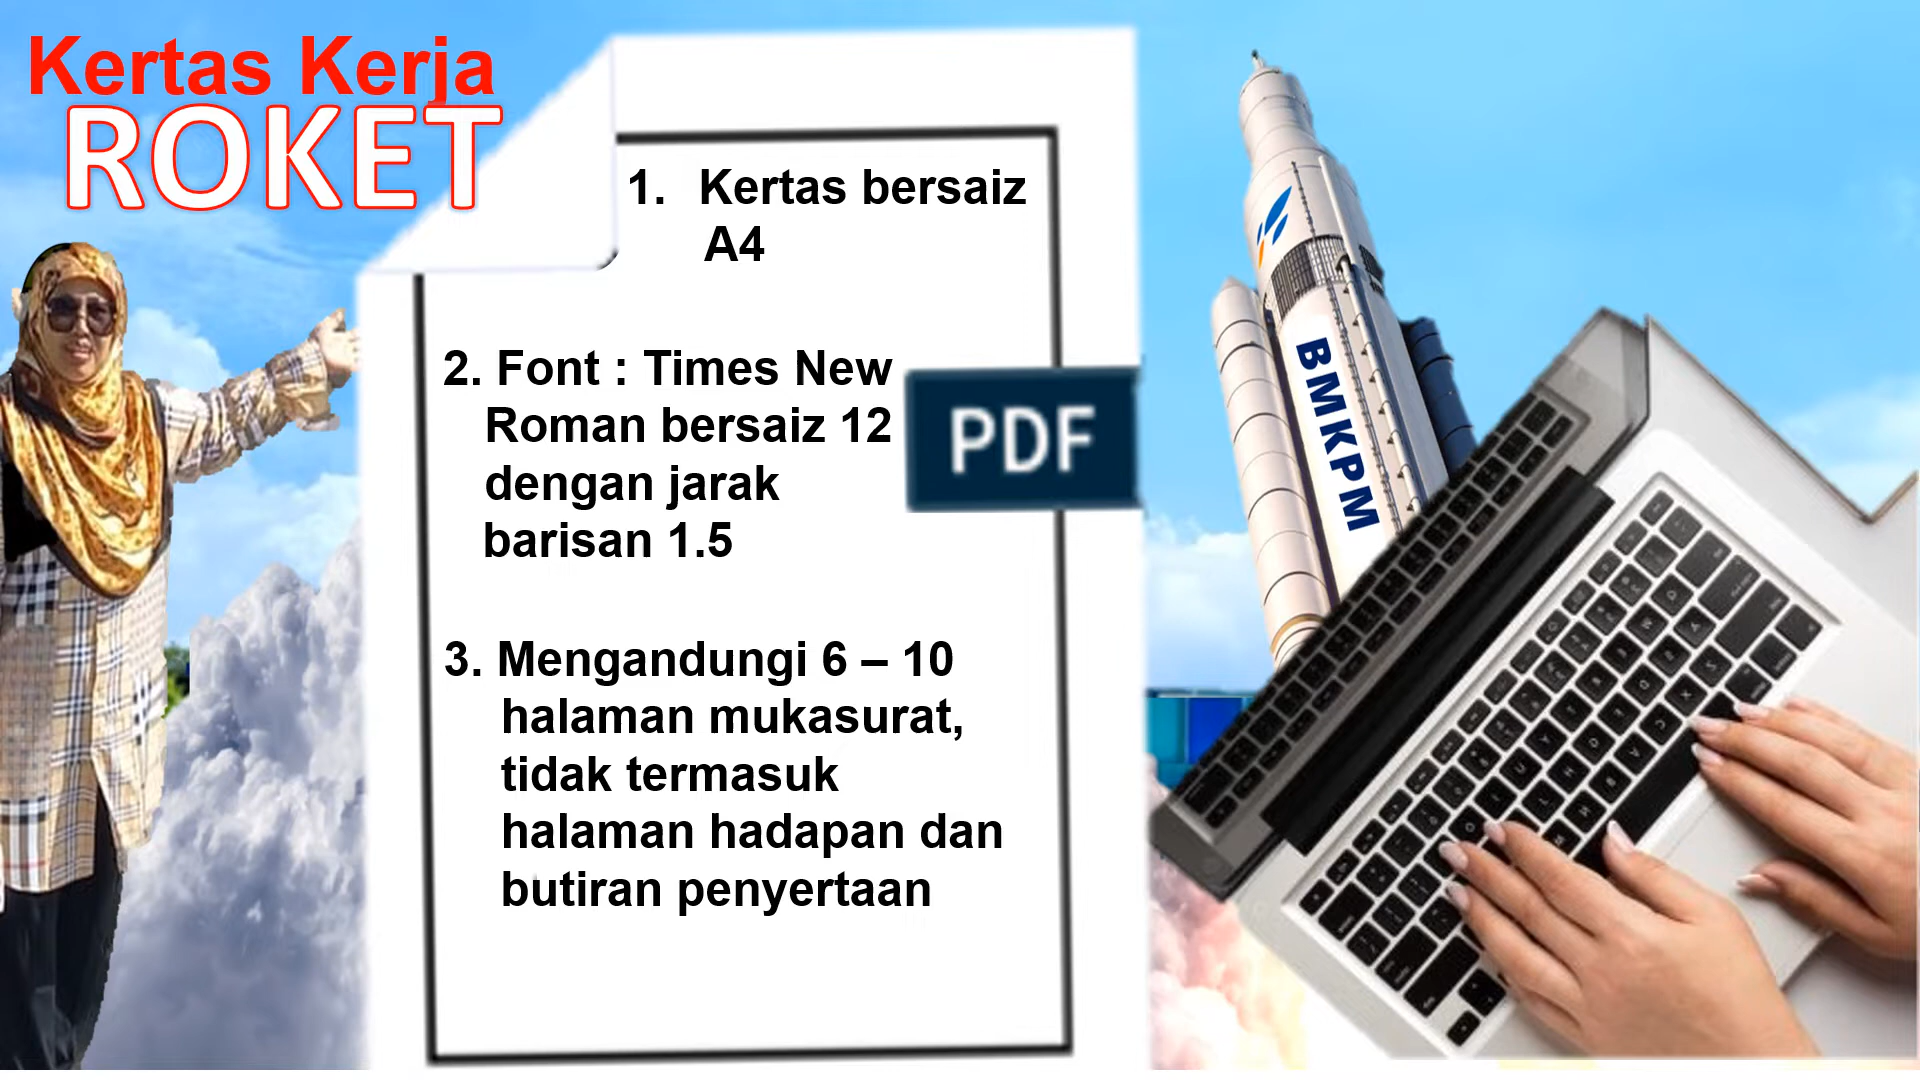 Kertas Kerja
ROKET
1. Kertas bersaiz
A4
2. Font : Times New
Roman bersaiz 12
dengan jarak
barisan 1.5
3. Mengandungi 6 – 10
halaman mukasurat,
tidak termasuk
halaman hadapan dan
butiran penyertaan
PDF
BMKPM